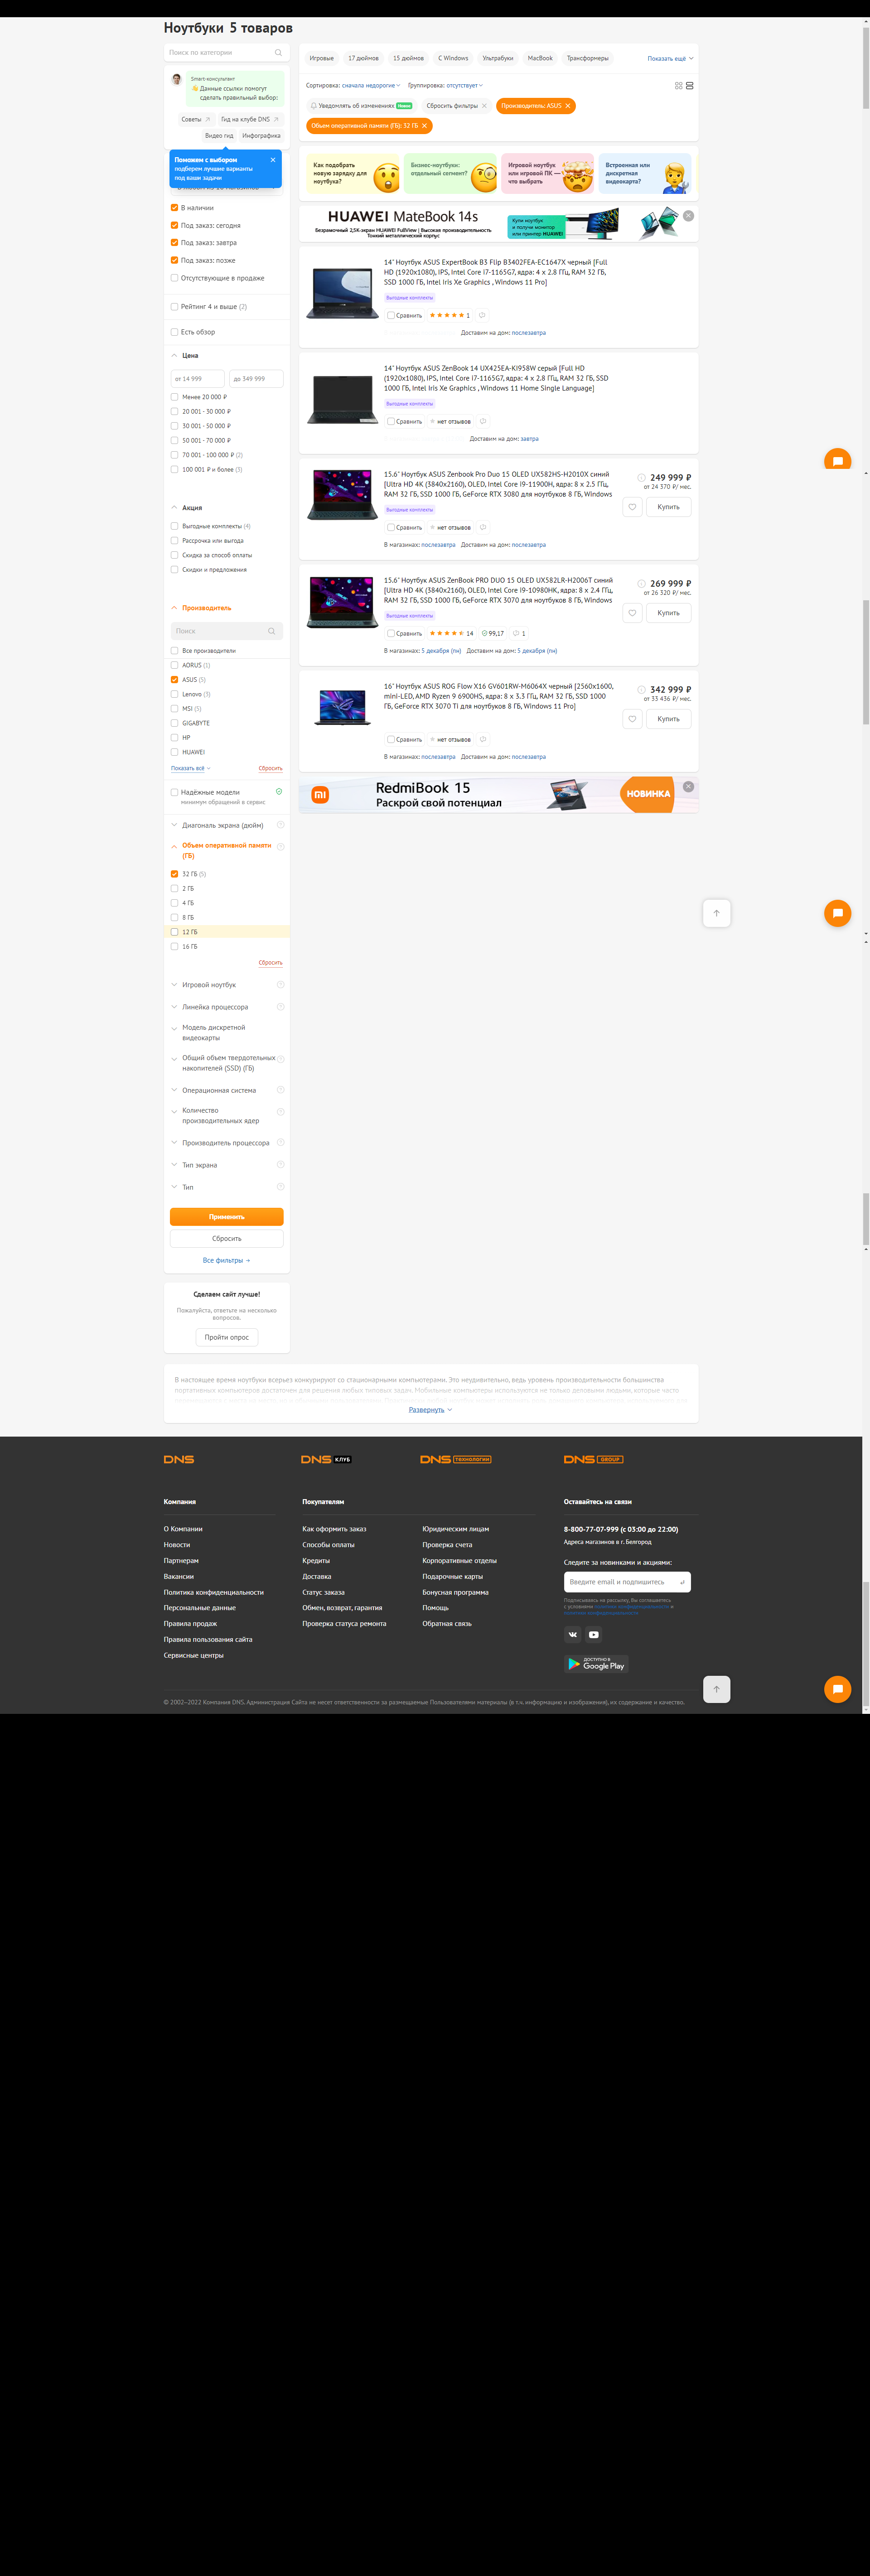 Ноутбуки 5 товаров
Поиск по категории
Smart-консультант
Данные ссылки помогут
сделать правильный выбор:
Советы
Гид на клубе DNS
Видео гид
Инфографика
Поможем с выбором
подберем лучшие варианты
под ваши задачи
В наличии
Под заказ: сегодня
Под заказ: завтра
Под заказ: позже
Отсутствующие в продаже
Рейтинг 4 и выше (2)
Есть обзор
Цена
от 14 999
до 349 999
Менее 20 000 ₽
20 001 - 30 000 ₽
30 001 - 50 000 ₽
50 001 - 70 000 ₽
70 001 - 100 000 ₽ (2)
100 001 ₽ и более (3)
Акция
Выгодные комплекты (4)
Рассрочка или выгода
Скидка за способ оплаты
Скидки и предложения
Производитель
Поиск
Все производители
AORUS (1)
ASUS (5)
Lenovo (3)
MSI (5)
GIGABYTE
HP
HUAWEI
Показать всё
Сбросить
Надёжные модели
минимум обращений в сервис
Диагональ экрана (дюйм)
Объем оперативной памяти
(ГБ)
32 ГБ (5)
2 ГБ
4 ГБ
8 ГБ
12 ГБ
16 ГБ
Сбросить
Игровой ноутбук
Линейка процессора
Модель дискретной
видеокарты
Общий объем твердотельных
накопителей (SSD) (ГБ)
Операционная система
Количество
производительных ядер
Производитель процессора
Тип экрана
Тип
Применить
Сбросить
Все фильтры
Сделаем сайт лучше!
Пожалуйста, ответьте на несколько
вопросов.
Пройти опрос
Игровые
17 дюймов
15 дюймов
С Windows
Ультрабуки
MacBook
Трансформеры
Показать ещё
Сортировка: сначала недорогие
Группировка: отсутствует
Уведомлять об изменениях Новое
Сбросить фильтры
Производитель: ASUS
Объем оперативной памяти (ГБ): 32 ГБ
Как подобрать
новую зарядку для
ноутбука?
Бизнес-ноутбуки:
отдельный сегмент?
Игровой ноутбук
или игровой ПК —
что выбрать
Встроенная или
дискретная
видеокарта?
HUAWEI MateBook 14s
Безрамочный 2,5K-экран HUAWEI FullView | Высокая производительность
Тонкий металлический корпус
Купи ноутбук
и получи монитор
или принтер HUAWEI
14" Ноутбук ASUS ExpertBook B3 Flip B3402FEA-EC1647X черный [Full
HD (1920x1080), IPS, Intel Core i7-1165G7, ядра: 4 х 2.8 ГГц, RAM 32 ГБ,
SSD 1000 ГБ, Intel Iris Xe Graphics , Windows 11 Pro]
Выгодные комплекты
Сравнить
1
Доставим на дом: послезавтра
14" Ноутбук ASUS ZenBook 14 UX425EA-KI958W серый [Full HD
(1920x1080), IPS, Intel Core i7-1165G7, ядра: 4 х 2.8 ГГц, RAM 32 ГБ, SSD
1000 ГБ, Intel Iris Xe Graphics , Windows 11 Home Single Language]
Выгодные комплекты
Сравнить
нет отзывов
Доставим на дом: завтра
15.6" Ноутбук ASUS Zenbook Pro Duo 15 OLED UX582HS-H2010X синий
[Ultra HD 4K (3840x2160), OLED, Intel Core i9-11900H, ядра: 8 х 2.5 ГГц,
RAM 32 ГБ, SSD 1000 ГБ, GeForce RTX 3080 для ноутбуков 8 ГБ, Windows
249 999 ₽
от 24 370 ₽/ мес.
Купить
Выгодные комплекты
Сравнить
нет отзывов
В магазинах: послезавтра
Доставим на дом: послезавтра
15.6" Ноутбук ASUS ZenBook PRO DUO 15 OLED UX582LR-H2006T синий
[Ultra HD 4K (3840x2160), OLED, Intel Core i9-10980HK, ядра: 8 х 2.4 ГГц,
RAM 32 ГБ, SSD 1000 ГБ, GeForce RTX 3070 для ноутбуков 8 ГБ, Windows
269 999 ₽
от 26 320 ₽/ мес.
Купить
Выгодные комплекты
Сравнить
14
99,17
1
В магазинах: 5 декабря (пн)
Доставим на дом: 5 декабря (пн)
16" Ноутбук ASUS ROG Flow X16 GV601RW-M6064X черный [2560x1600,
mini-LED, AMD Ryzen 9 6900HS, ядра: 8 х 3.3 ГГц, RAM 32 ГБ, SSD 1000
ГБ, GeForce RTX 3070 Ti для ноутбуков 8 ГБ, Windows 11 Pro]
342 999 ₽
от 33 436 ₽/ мес.
Купить
Сравнить
нет отзывов
В магазинах: послезавтра
Доставим на дом: послезавтра
RedmiBook 15
Раскрой свой потенциал
НОВИНКА
В настоящее время ноутбуки всерьез конкурируют со стационарными компьютерами. Это неудивительно, ведь уровень производительности большинства
портативных компьютеров достаточен для решения любых типовых задач. Мобильные компьютеры используются не только деловыми людьми, которые часто
Развернуть
DNS
DNS КЛУБ
DNS ТЕХНОЛОГИИ
DNS GROUP
Компания
О Компании
Новости
Партнерам
Вакансии
Политика конфиденциальности
Персональные данные
Правила продаж
Правила пользования сайта
Сервисные центры
Покупателям
Как оформить заказ
Способы оплаты
Кредиты
Доставка
Статус заказа
Обмен, возврат, гарантия
Проверка статуса ремонта
Юридическим лицам
Проверка счета
Корпоративные отделы
Подарочные карты
Бонусная программа
Помощь
Обратная связь
Оставайтесь на связи
8-800-77-07-999 (с 03:00 до 22:00)
Адреса магазинов в г. Белгород
Следите за новинками и акциями:
Введите email и подпишитесь
Подписываясь на рассылку, Вы соглашаетесь
с условиями политики конфиденциальности и
ДОСТУПНО В
Google Play
© 2002–2022 Компания DNS. Администрация Сайта не несет ответственности за размещаемые Пользователями материалы (в т.ч. информацию и изображения), их содержание и качество.